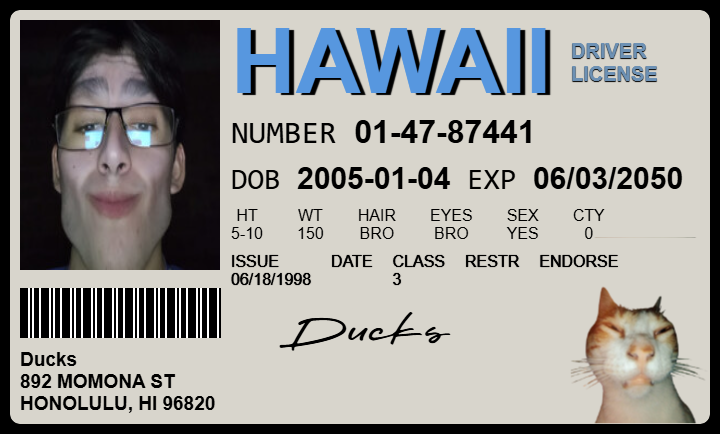 HAWAII
DRIVER
LICENSE
NUMBER 01-47-87441
DOB 2005-01-04 EXP 06/03/2050
HT WT HAIR EYES SEX CTY
5-10 150 BRO BRO YES 0
ISSUE DATE CLASS RESTR ENDORSE
06/18/1998 3
Ducks
Ducks
892 MOMONA ST
HONOLULU, HI 96820